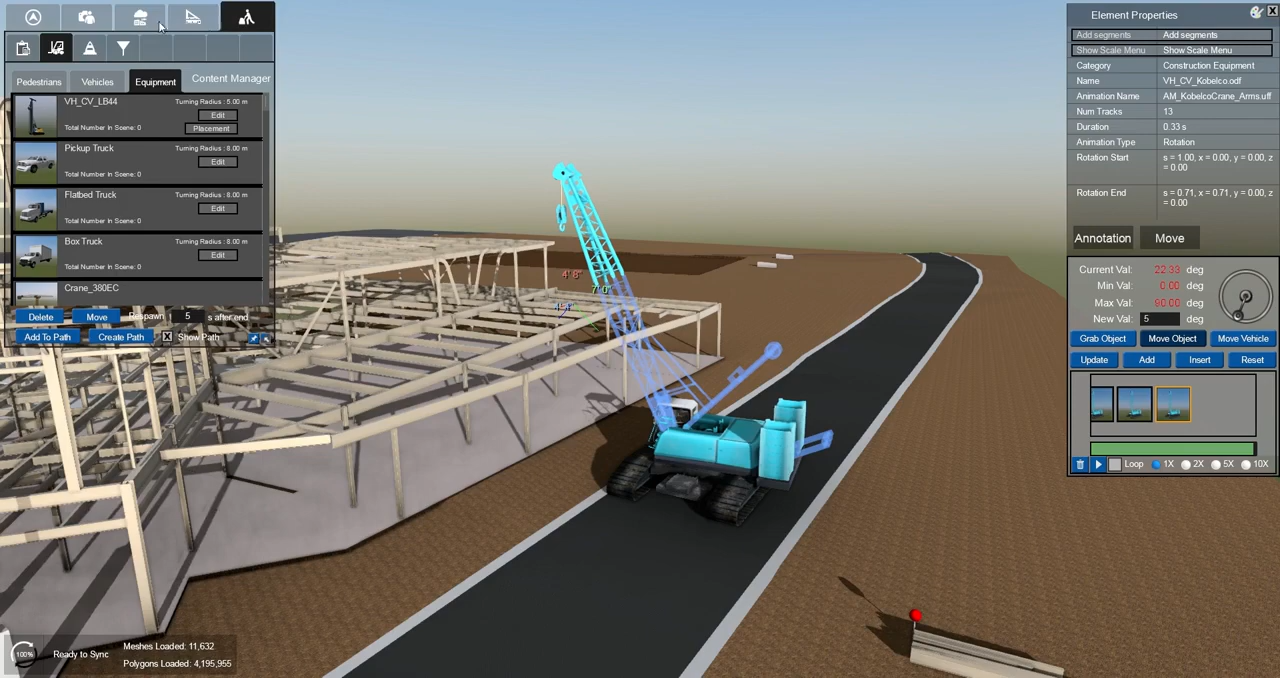 Pedestrians Vehicles Equipment Content Manager
VH_CV_LB44 Turning Radius : 5.00 m
Edit
Total Number In Scene: 0 Placement
Pickup Truck Turning Radius : 8.00 m
Edit
Total Number In Scene: 0
Flatbed Truck Turning Radius : 8.00 m
Edit
Total Number In Scene: 0
Box Truck Turning Radius : 8.00 m
Edit
Total Number In Scene: 0
Crane_380EC
Delete Move Respawn 5 s after end
Add To Path Create Path X Show Path
4' 8"
7' 0"
Element Properties X
Add segments Add segments
Show Scale Menu Show Scale Menu
Category Construction Equipment
Name VH_CV_Kobelco.odf
Animation Name AM_KobelcoCrane_Arms.uff
Num Tracks 13
Duration 0.33 s
Animation Type Rotation
Rotation Start s = 1.00, x = 0.00, y = 0.00, z
= 0.00
Rotation End s = 0.71, x = 0.71, y = 0.00, z
= 0.00
Annotation Move
Current Val: 22.33 deg
Min Val: 0.00 deg
Max Val: 90.00 deg
New Val: 5 deg
Grab Object Move Object Move Vehicle
Update Add Insert Reset
Loop 1X 2X 5X 10X
100% Ready to Sync
Meshes Loaded: 11,632
Polygons Loaded: 4,195,955